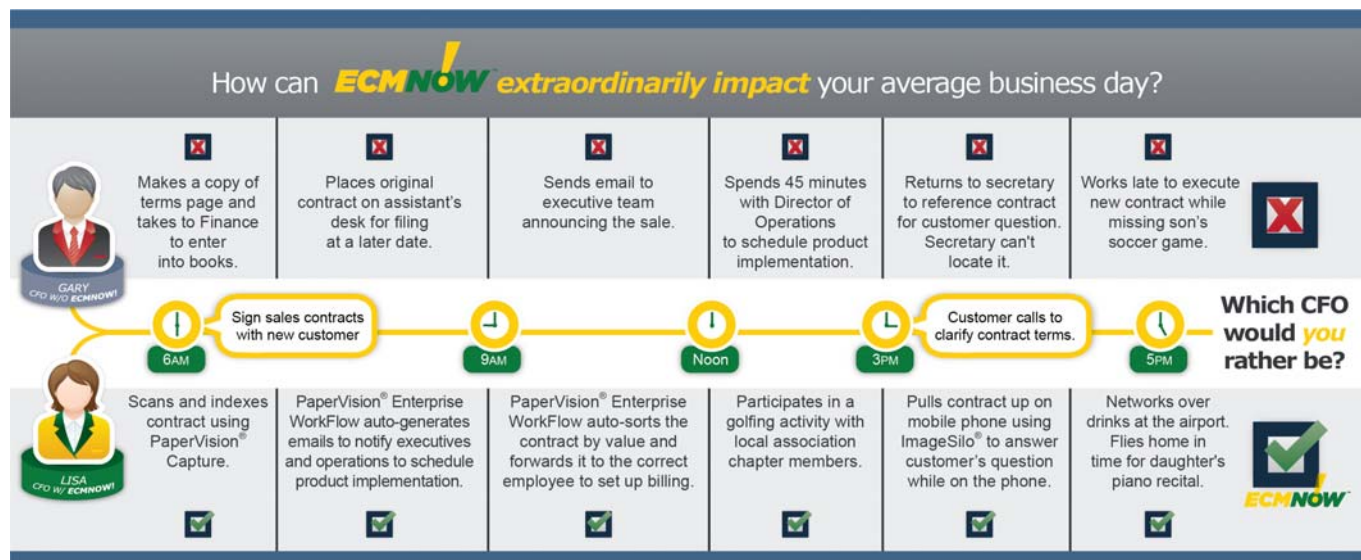 How can ECMNOW! extraordinarily impact your average business day?
Makes a copy of
terms page and
takes to Finance
to enter
into books.
Places original
contract on assistant's
desk for filing
at a later date.
Sends email to
executive team
announcing the sale.
Spends 45 minutes
with Director of
Operations
to schedule product
implementation.
Returns to secretary
to reference contract
for customer question.
Secretary can't
locate it.
Works late to execute
new contract while
missing son's
soccer game.
GARY
CFO W/O ECMNOW!
Sign sales contracts
with new customer
Customer calls to
clarify contract terms.
6AM
9AM
Noon
3PM
5PM
Which CFO
would you
rather be?
LISA
CFO W/ ECMNOW!
Scans and indexes
contract using
PaperVision®
Capture.
PaperVision® Enterprise
WorkFlow auto-generates
emails to notify executives
and operations to schedule
product implementation.
PaperVision® Enterprise
WorkFlow auto-sorts the
contract by value and
forwards it to the correct
employee to set up billing.
Participates in a
golfing activity with
local association
chapter members.
Pulls contract up on
mobile phone using
ImageSilo® to answer
customer's question
while on the phone.
Networks over
drinks at the airport.
Flies home in
time for daughter's
piano recital.
ECMNOW!™